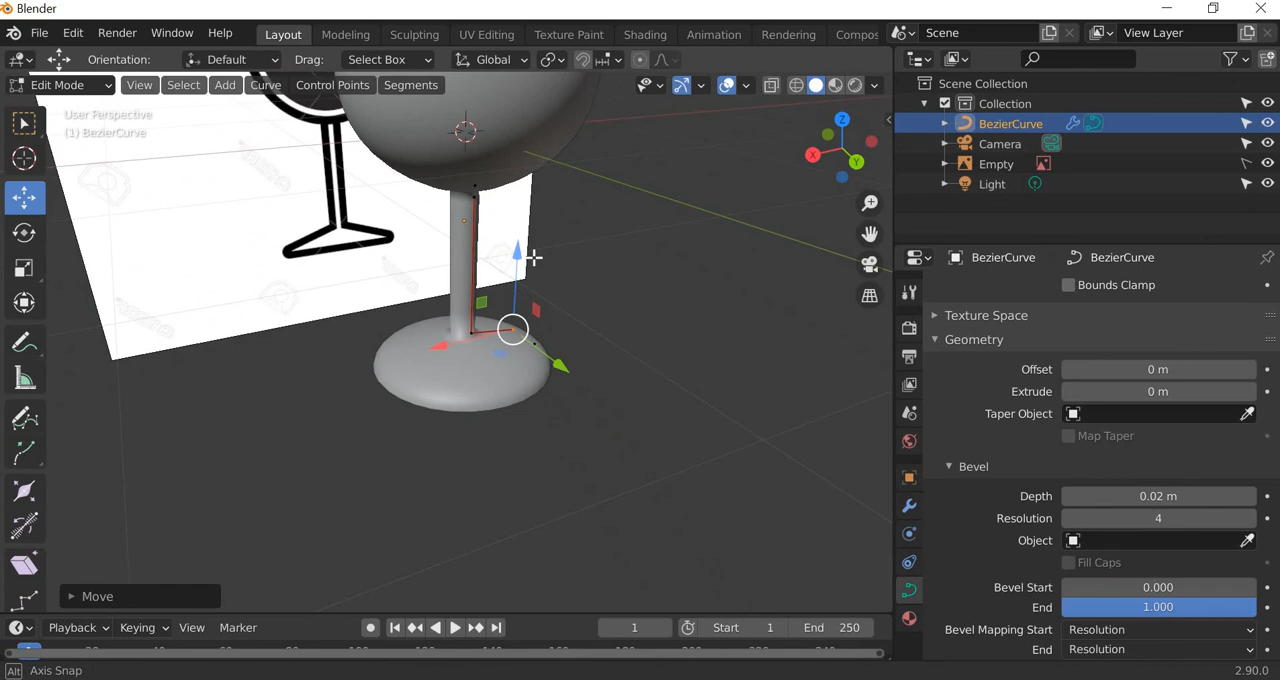 Blender
File Edit Render Window Help Layout Modeling Sculpting UV Editing Texture Paint Shading Animation Rendering Compos Scene View Layer
Orientation: Default Drag: Select Box Global
Edit Mode View Select Add Curve Control Points Segments
User Perspective
(1) BezierCurve
Z
X
Y
Scene Collection
Collection
BezierCurve
Camera
Empty
Light
BezierCurve BezierCurve
Bounds Clamp
Texture Space
Geometry
Offset 0 m
Extrude 0 m
Taper Object
Map Taper
Bevel
Depth 0.02 m
Resolution 4
Object
Fill Caps
Bevel Start 0.000
End 1.000
Bevel Mapping Start Resolution
End Resolution
Move
Playback Keying View Marker 1 Start 1 End 250
Alt Axis Snap 2.90.0